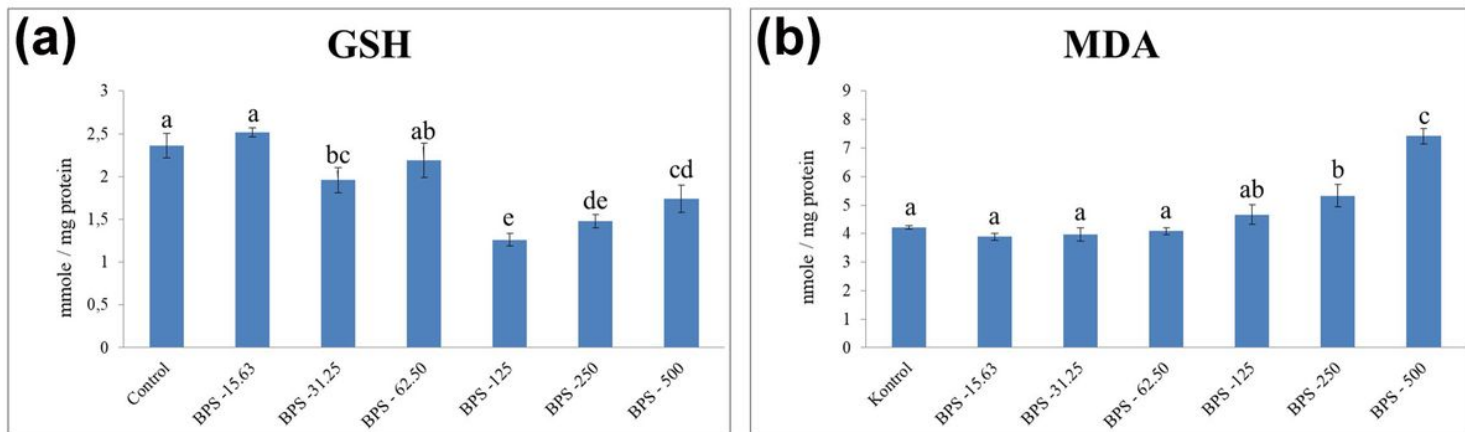 (a)
GSH
mmole / mg protein
3
2,5
2
1,5
1
0,5
0
a
a
bc
ab
e
de
cd
Control
BPS -15.63
BPS -31.25
BPS - 62.50
BPS -125
BPS -250
BPS - 500
(b)
MDA
nmole / mg protein
9
8
7
6
5
4
3
2
1
0
a
a
a
a
ab
b
c
Kontrol
BPS -15.63
BPS -31.25
BPS - 62.50
BPS -125
BPS -250
BPS - 500